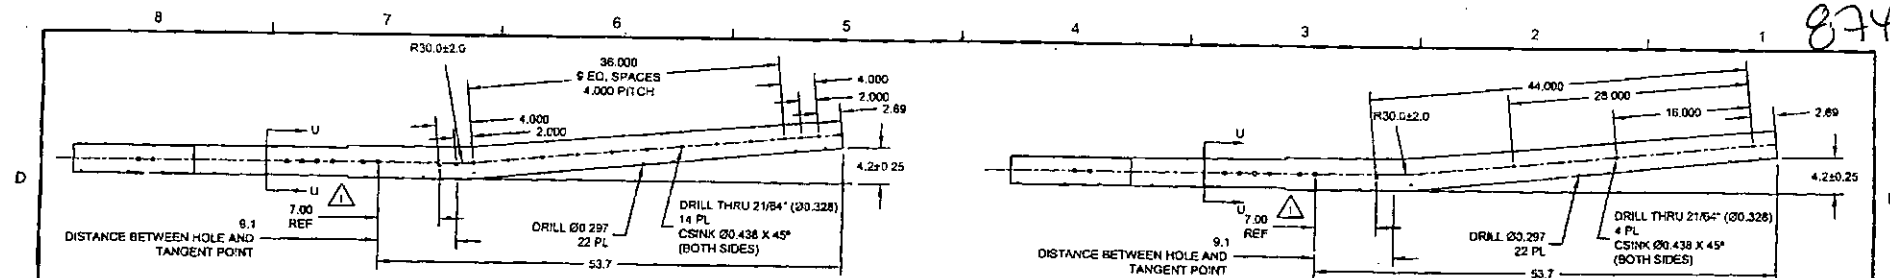 874
8 7 6 5 4 3 2 1
D
R30.0±2.0
36.000
9 EQ. SPACES
4.000 PITCH
4.000
2.000
2.69
4.000
2.000
U
U
4.2±0.25
1
7.00
REF
9.1
DISTANCE BETWEEN HOLE AND
TANGENT POINT
DRILL Ø0.297
22 PL
DRILL THRU 21/64" (Ø0.328)
14 PL
CSINK Ø0.438 X 45°
(BOTH SIDES)
53.7
44.000
28.000
16.000
2.69
R30.0±2.0
U
U
4.2±0.25
1
7.00
REF
9.1
DISTANCE BETWEEN HOLE AND
TANGENT POINT
DRILL Ø0.297
22 PL
DRILL THRU 21/64" (Ø0.328)
4 PL
CSINK Ø0.438 X 45°
(BOTH SIDES)
53.7